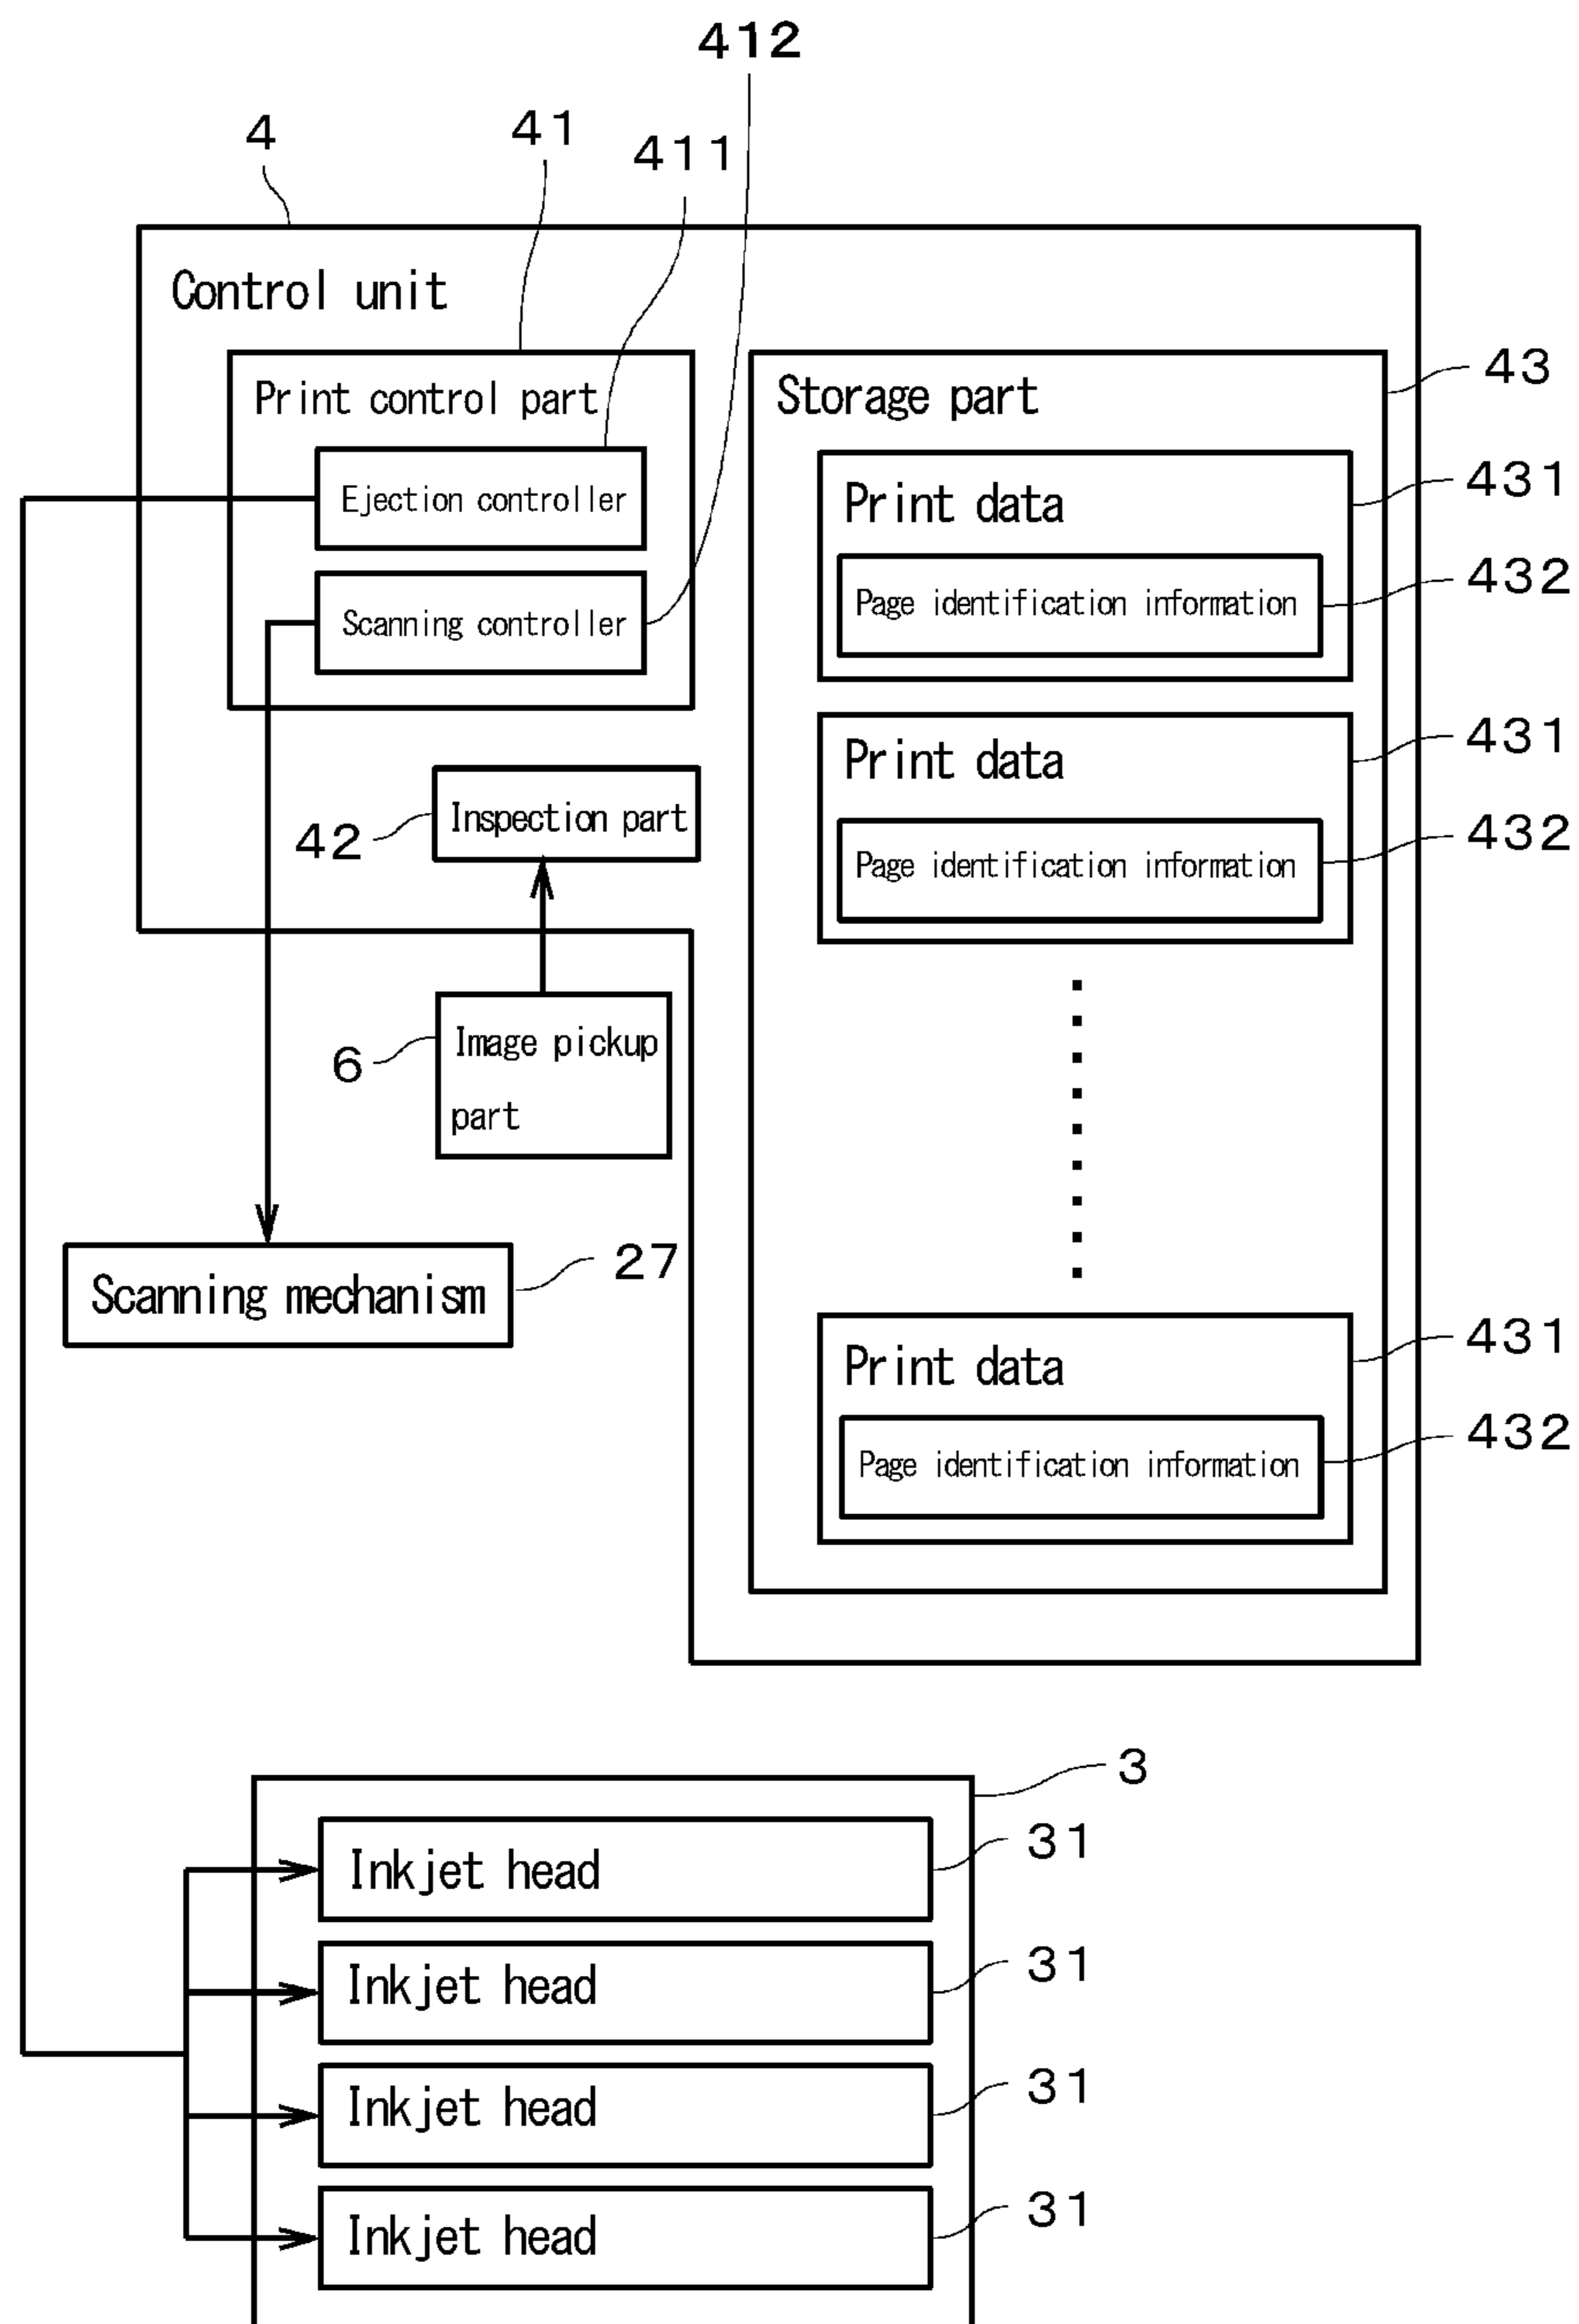 412
4
41
411
Control unit
Print control part
Storage part
43
Ejection controller
Print data
431
Page identification information
432
Scanning controller
Print data
431
Inspection part
42
Page identification information
432
Image pickup
part
6
Scanning mechanism
27
Print data
431
Page identification information
432
3
Inkjet head
31
Inkjet head
31
Inkjet head
31
Inkjet head
31